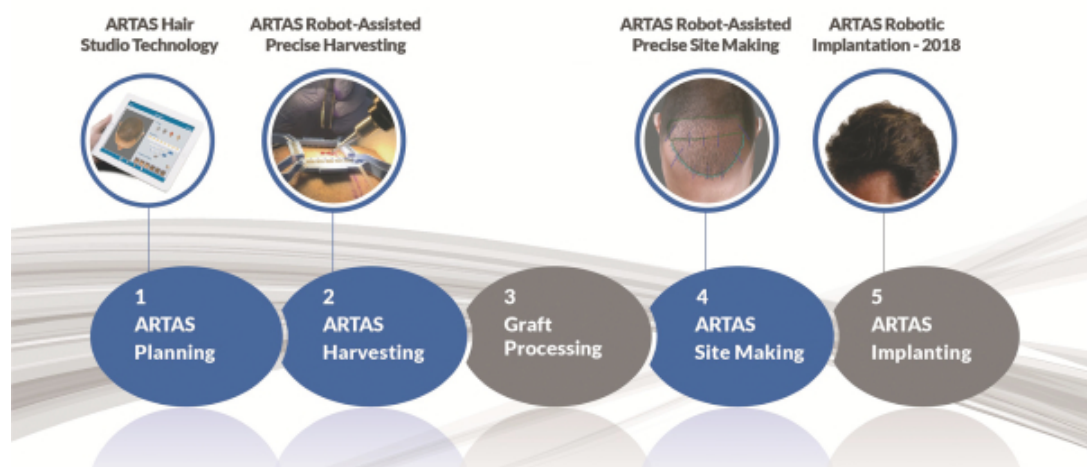 ARTAS Hair
Studio Technology
ARTAS Robot-Assisted
Precise Harvesting
ARTAS Robot-Assisted
Precise Site Making
ARTAS Robotic
Implantation - 2018
1
ARTAS
Planning
2
ARTAS
Harvesting
3
Graft
Processing
4
ARTAS
Site Making
5
ARTAS
Implanting